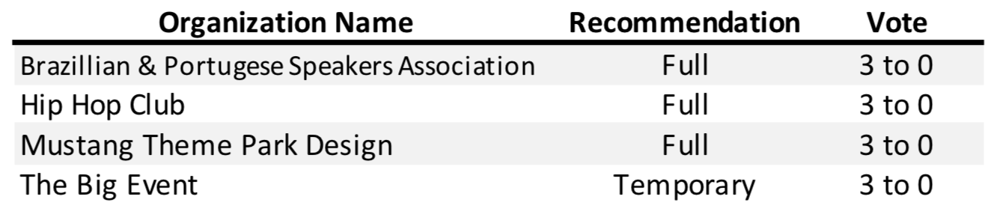 Organization Name Recommendation Vote
Brazillian & Portugese Speakers Association Full 3 to 0
Hip Hop Club Full 3 to 0
Mustang Theme Park Design Full 3 to 0
The Big Event Temporary 3 to 0